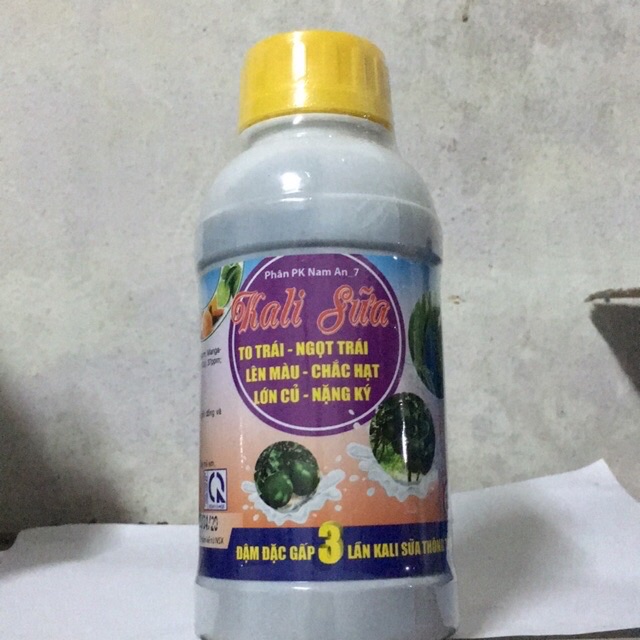 Phân PK Nam An_7
Kali Sữa
TO TRÁI - NGỌT TRÁI
LÊN MÀU - CHẮC HẠT
LỚN CỦ - NẶNG KÝ
ĐẬM ĐẶC GẤP 3 LẦN KALI SỮA THÔNG